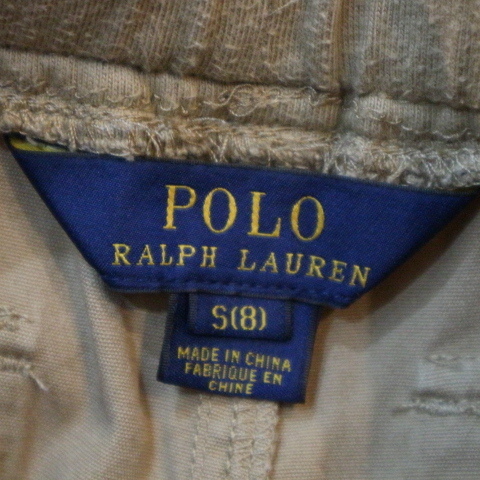 POLO
RALPH LAUREN
S(8)
MADE IN CHINA
FABRIQUE EN
CHINE